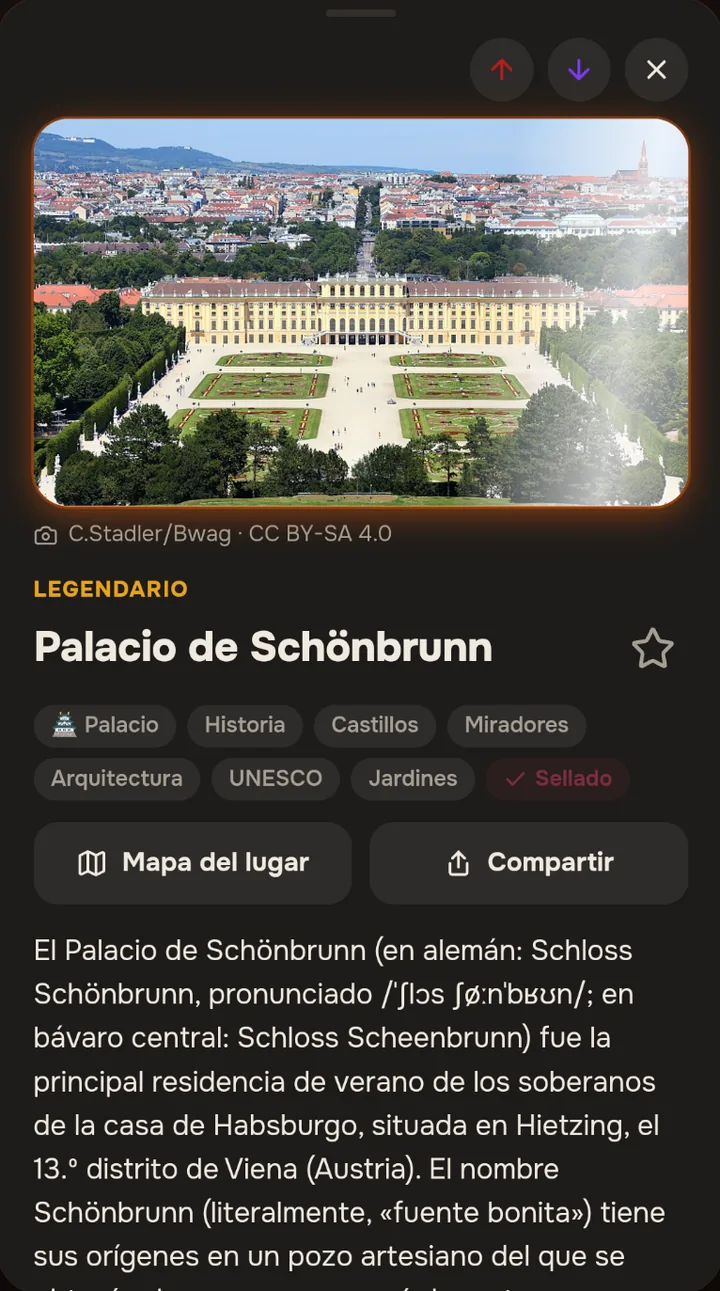 C.Stadler/Bwag · CC BY-SA 4.0
LEGENDARIO
Palacio de Schönbrunn
Palacio
Historia
Castillos
Miradores
Arquitectura
UNESCO
Jardines
Sellado
Mapa del lugar
Compartir
El Palacio de Schönbrunn (en alemán: Schloss
Schönbrunn, pronunciado /ˈʃlɔs ʃøːnˈbʁʊn/; en
bávaro central: Schloss Scheenbrunn) fue la
principal residencia de verano de los soberanos
de la casa de Habsburgo, situada en Hietzing, el
13.º distrito de Viena (Austria). El nombre
Schönbrunn (literalmente, «fuente bonita») tiene
sus orígenes en un pozo artesiano del que se